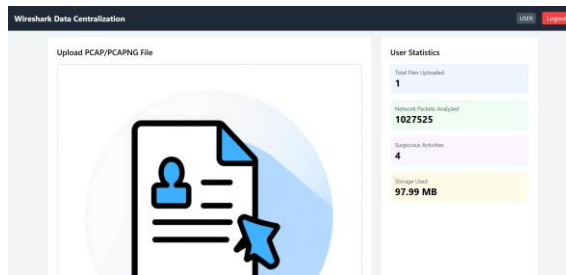 Wireshark Data Centralization
USER
Logout
Upload PCAP/PCAPNG File
User Statistics
Total Files Uploaded
1
Network Packets Analyzed
1027525
Suspicious Activities
4
Storage Used
97.99 MB